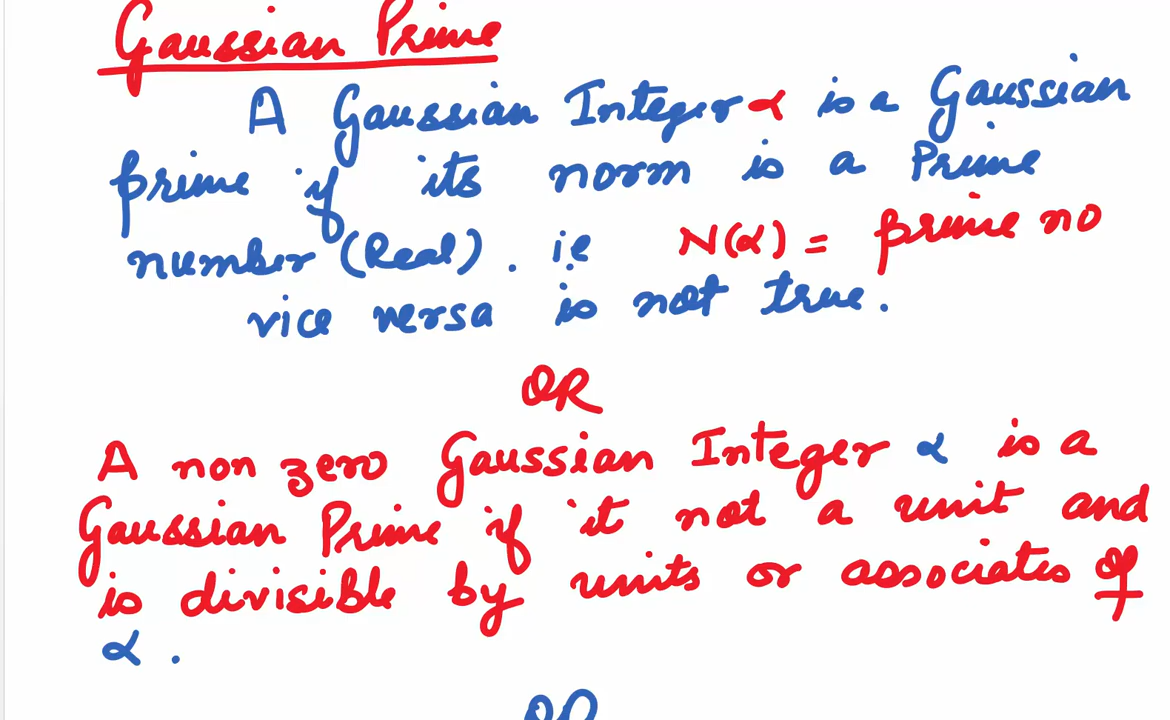 Gaussian Prime
A Gaussian Integer α is a Gaussian
prime if its norm is a Prime
number (Real). i.e N(α) = prime no
vice versa is not true.
OR
A non zero Gaussian Integer α is a
Gaussian Prime if it not a unit and
is divisible by units or associates of
α.
OR